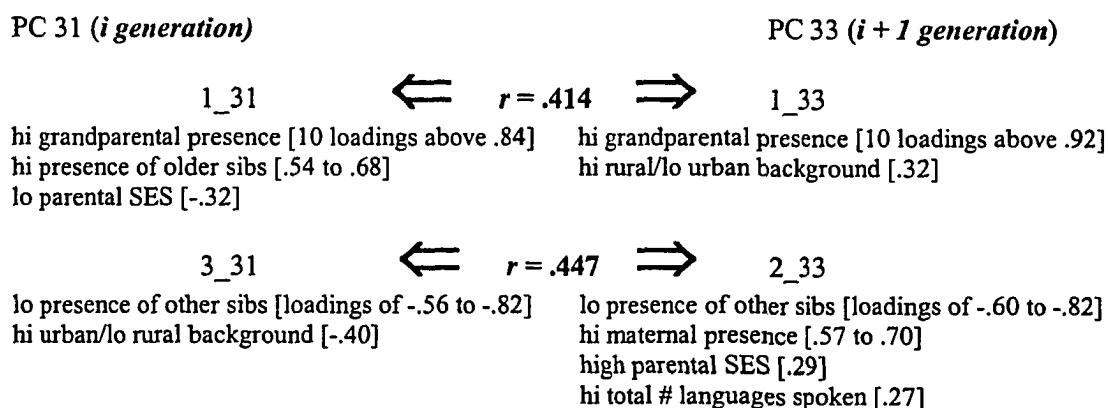 PC 31 (i generation) PC 33 (i + 1 generation)
1_31 ⇐ r = .414 ⇒ 1_33
hi grandparental presence [10 loadings above .84] hi grandparental presence [10 loadings above .92]
hi presence of older sibs [.54 to .68] hi rural/lo urban background [.32]
lo parental SES [-.32]
3_31 ⇐ r = .447 ⇒ 2_33
lo presence of other sibs [loadings of -.56 to -.82] lo presence of other sibs [loadings of -.60 to -.82]
hi urban/lo rural background [-.40] hi maternal presence [.57 to .70]
high parental SES [.29]
hi total # languages spoken [.27]